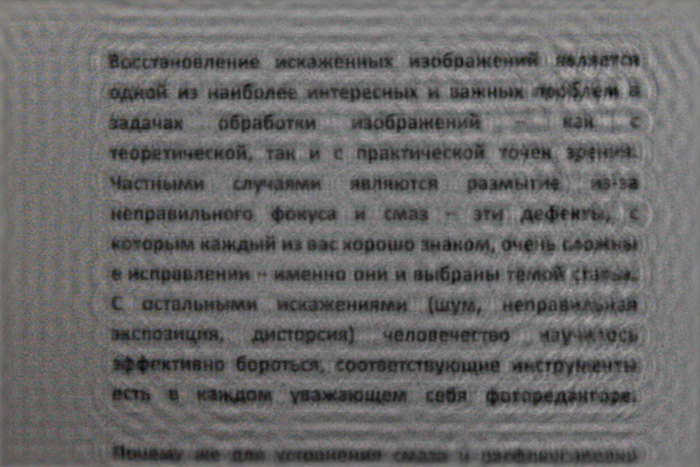 Восстановление искаженных изображений является
одной из наиболее интересных и важных проблем в
задачах обработки изображений – как с
теоретической, так и с практической точек зрения.
Частными случаями являются размытие из-за
неправильного фокуса и смаз – эти дефекты, с
которым каждый из вас хорошо знаком, очень сложны
в исправлении – именно они и выбраны темой статьи.
С остальными искажениями (шум, неправильная
экспозиция, дисторсия) человечество научилось
эффективно бороться, соответствующие инструменты
есть в каждом уважающем себя фоторедакторе.
Почему же для устранения смаза и расфокусировки